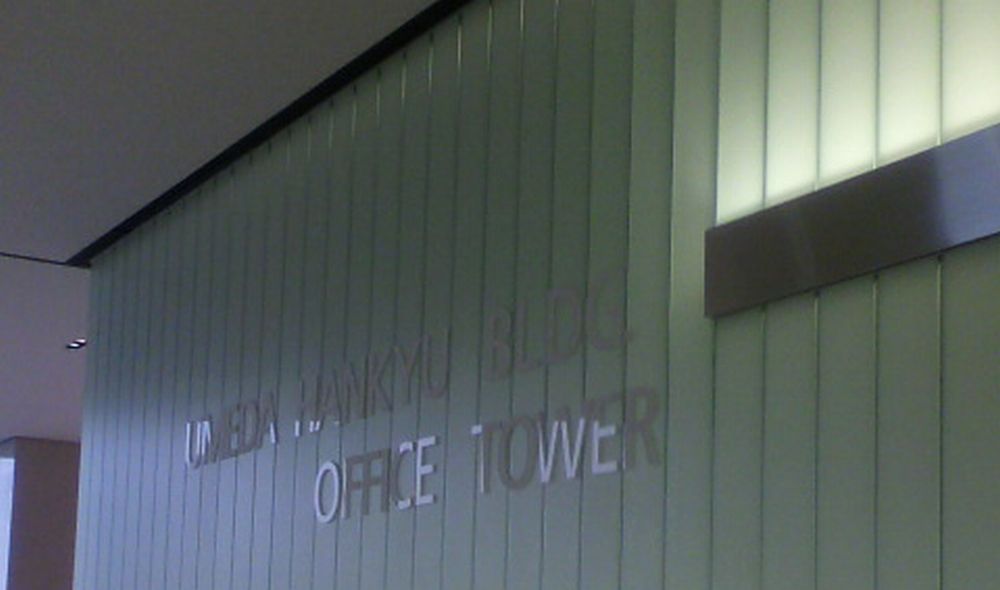 UMEDA HANKYU BLDG.
OFFICE TOWER